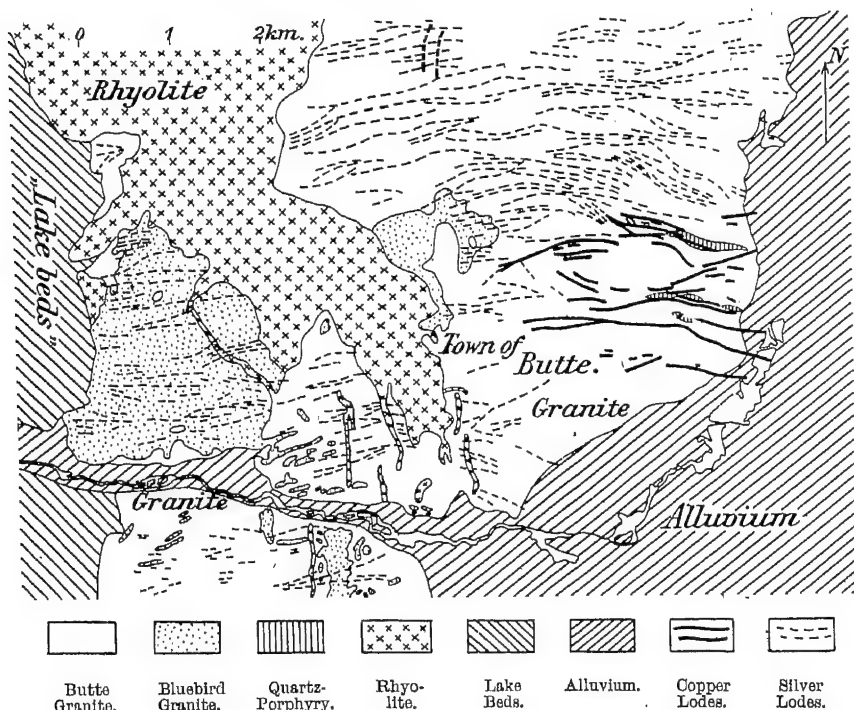 0 1 2km.
N
Rhyolite
„Lake beds"
Town of
Butte.
Granite
Granite
Alluvium
Butte Granite.
Bluebird Granite.
Quartz-Porphyry.
Rhyo-lite.
Lake Beds.
Alluvium.
Copper Lodes.
Silver Lodes.